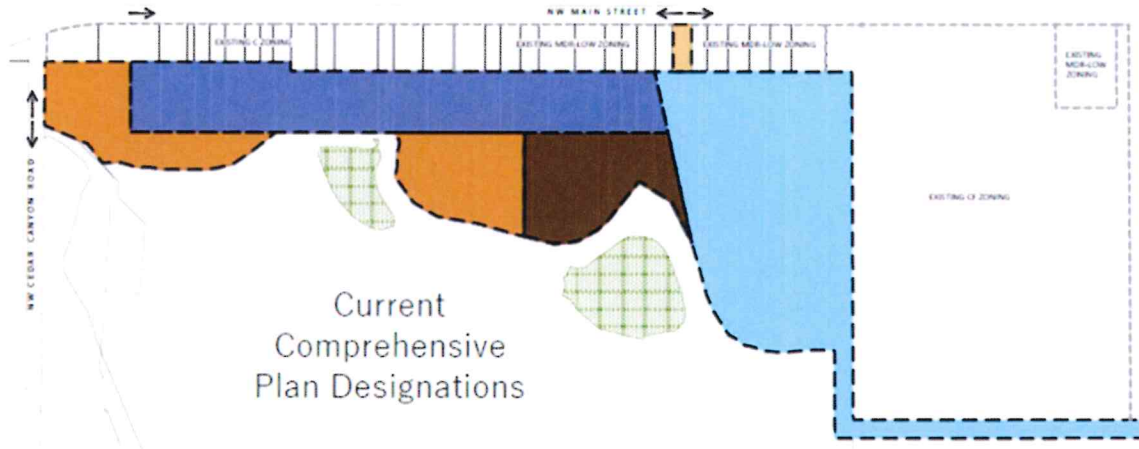 NW MAIN STREET
EXISTING C ZONING
EXISTING MDR-LOW ZONING
EXISTING MDR-LOW ZONING
EXISTING
MDR-LOW
ZONING
NW CEDAR CANYON ROAD
EXISTING CF ZONING
Current
Comprehensive
Plan Designations